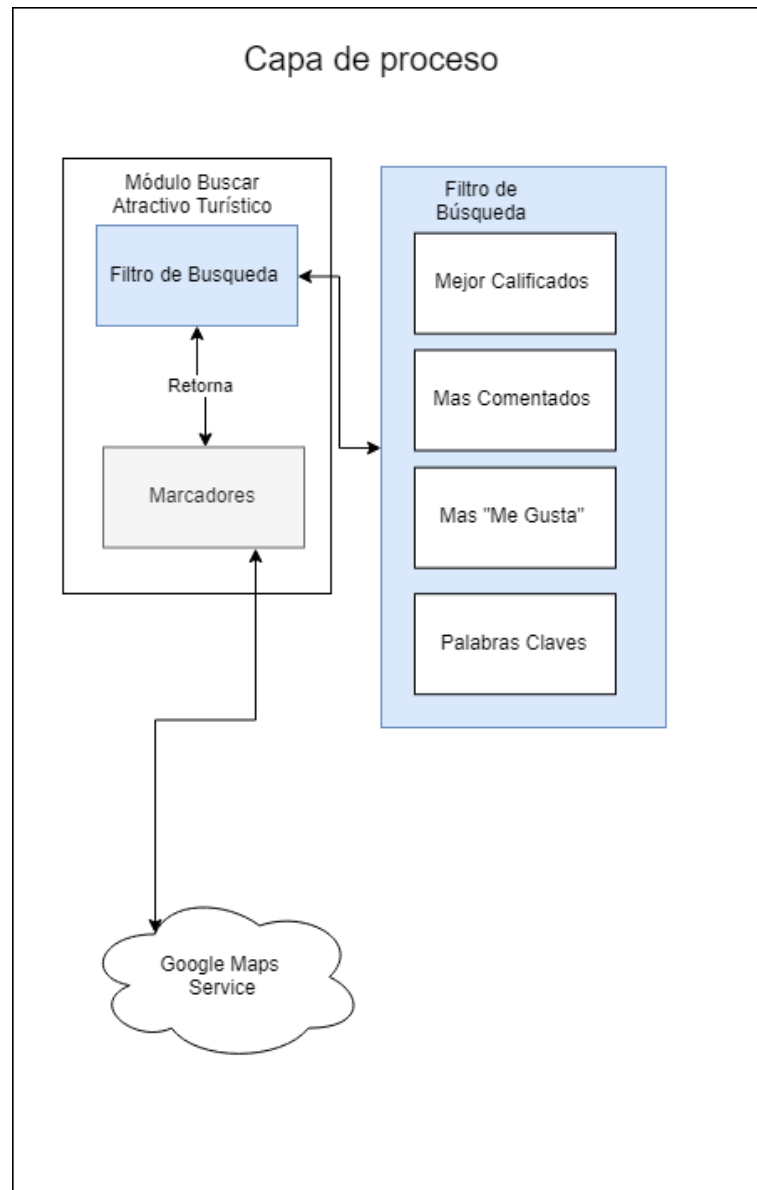 Capa de proceso
Módulo Buscar
Atractivo Turístico
Filtro de Busqueda
Retorna
Marcadores
Filtro de
Búsqueda
Mejor Calificados
Mas Comentados
Mas "Me Gusta"
Palabras Claves
Google Maps
Service